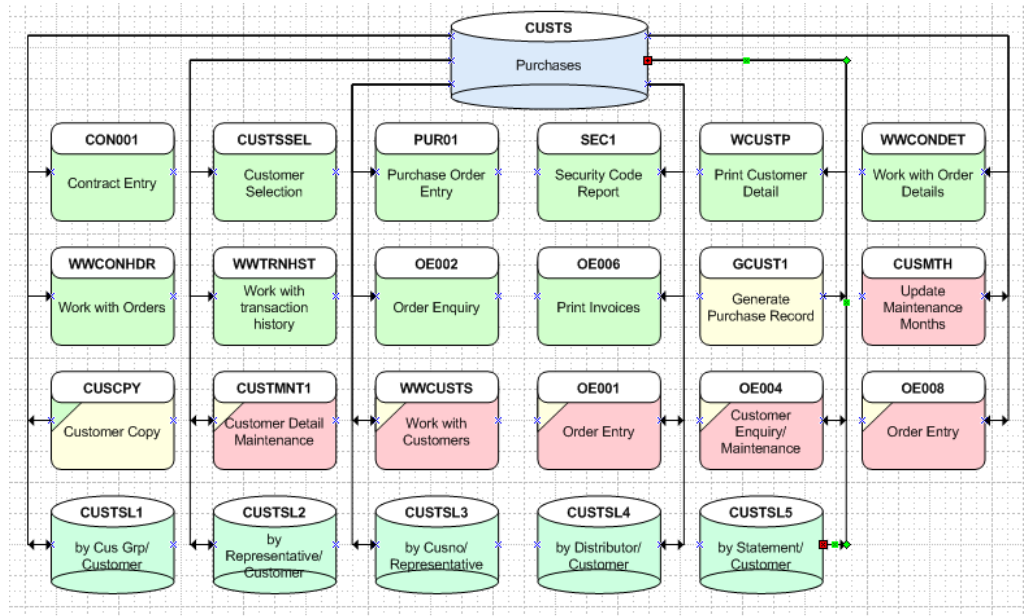 CUSTS
Purchases
CON001
Contract Entry
CUSTSSEL
Customer
Selection
PUR01
Purchase Order
Entry
SEC1
Security Code
Report
WCUSTP
Print Customer
Detail
WWCONDET
Work with Order
Details
WWCONHDR
Work with Orders
WWTRNHST
Work with
transaction
history
OE002
Order Enquiry
OE006
Print Invoices
GCUST1
Generate
Purchase Record
CUSMTH
Update
Maintenance
Months
CUSCPY
Customer Copy
CUSTMNT1
Customer Detail
Maintenance
WWCUSTS
Work with
Customers
OE001
Order Entry
OE004
Customer
Enquiry/
Maintenance
OE008
Order Entry
CUSTSL1
by Cus Grp/
Customer
CUSTSL2
by
Representative/
Customer
CUSTSL3
by Cusno/
Representative
CUSTSL4
by Distributor/
Customer
CUSTSL5
by Statement/
Customer